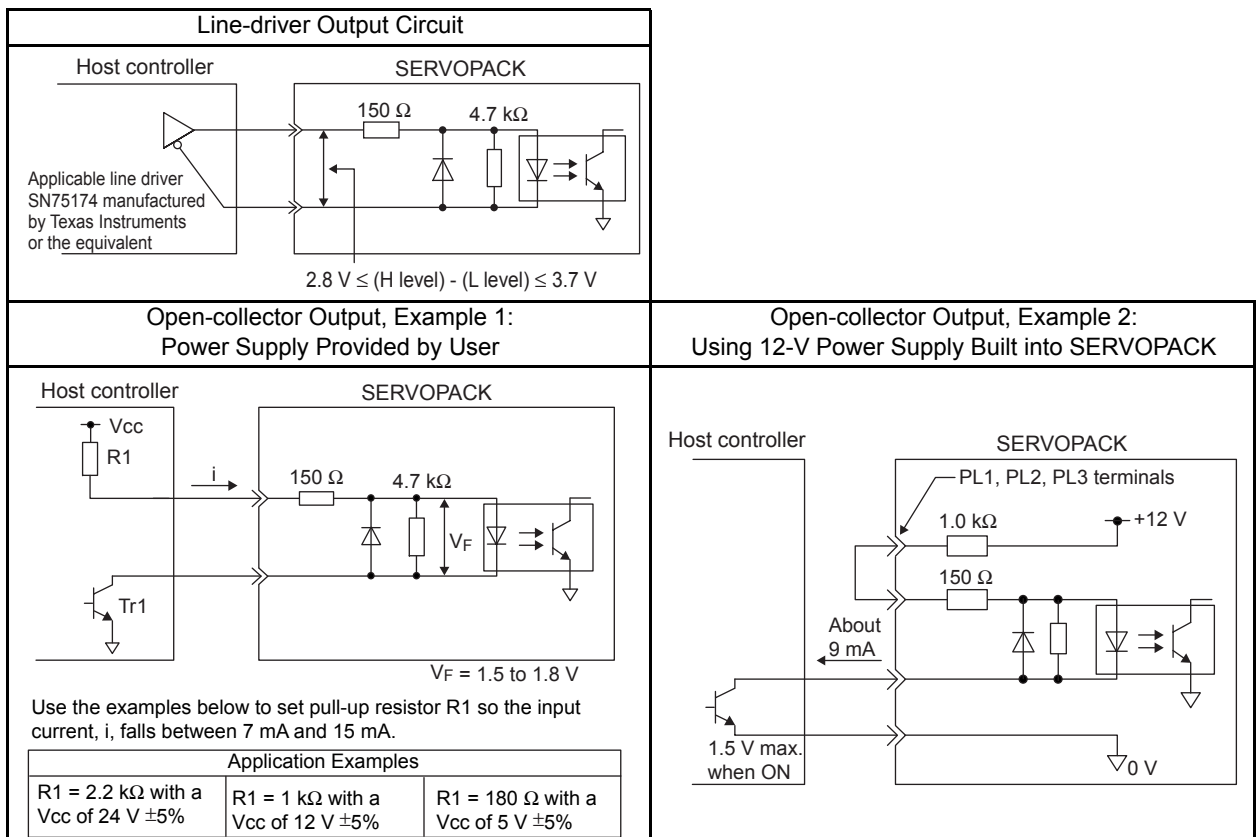 Line-driver Output Circuit
Host controller
SERVOPACK
150 Ω
4.7 kΩ
Applicable line driver
SN75174 manufactured
by Texas Instruments
or the equivalent
2.8 V ≤ (H level) - (L level) ≤ 3.7 V
Open-collector Output, Example 1:
Power Supply Provided by User
Host controller
SERVOPACK
Vcc
R1
i
150 Ω
4.7 kΩ
VF
Tr1
VF = 1.5 to 1.8 V
Use the examples below to set pull-up resistor R1 so the input
current, i, falls between 7 mA and 15 mA.
Application Examples
R1 = 2.2 kΩ with a
Vcc of 24 V ±5%
R1 = 1 kΩ with a
Vcc of 12 V ±5%
R1 = 180 Ω with a
Vcc of 5 V ±5%
Open-collector Output, Example 2:
Using 12-V Power Supply Built into SERVOPACK
Host controller
SERVOPACK
PL1, PL2, PL3 terminals
1.0 kΩ
+12 V
150 Ω
About
9 mA
1.5 V max.
when ON
0 V